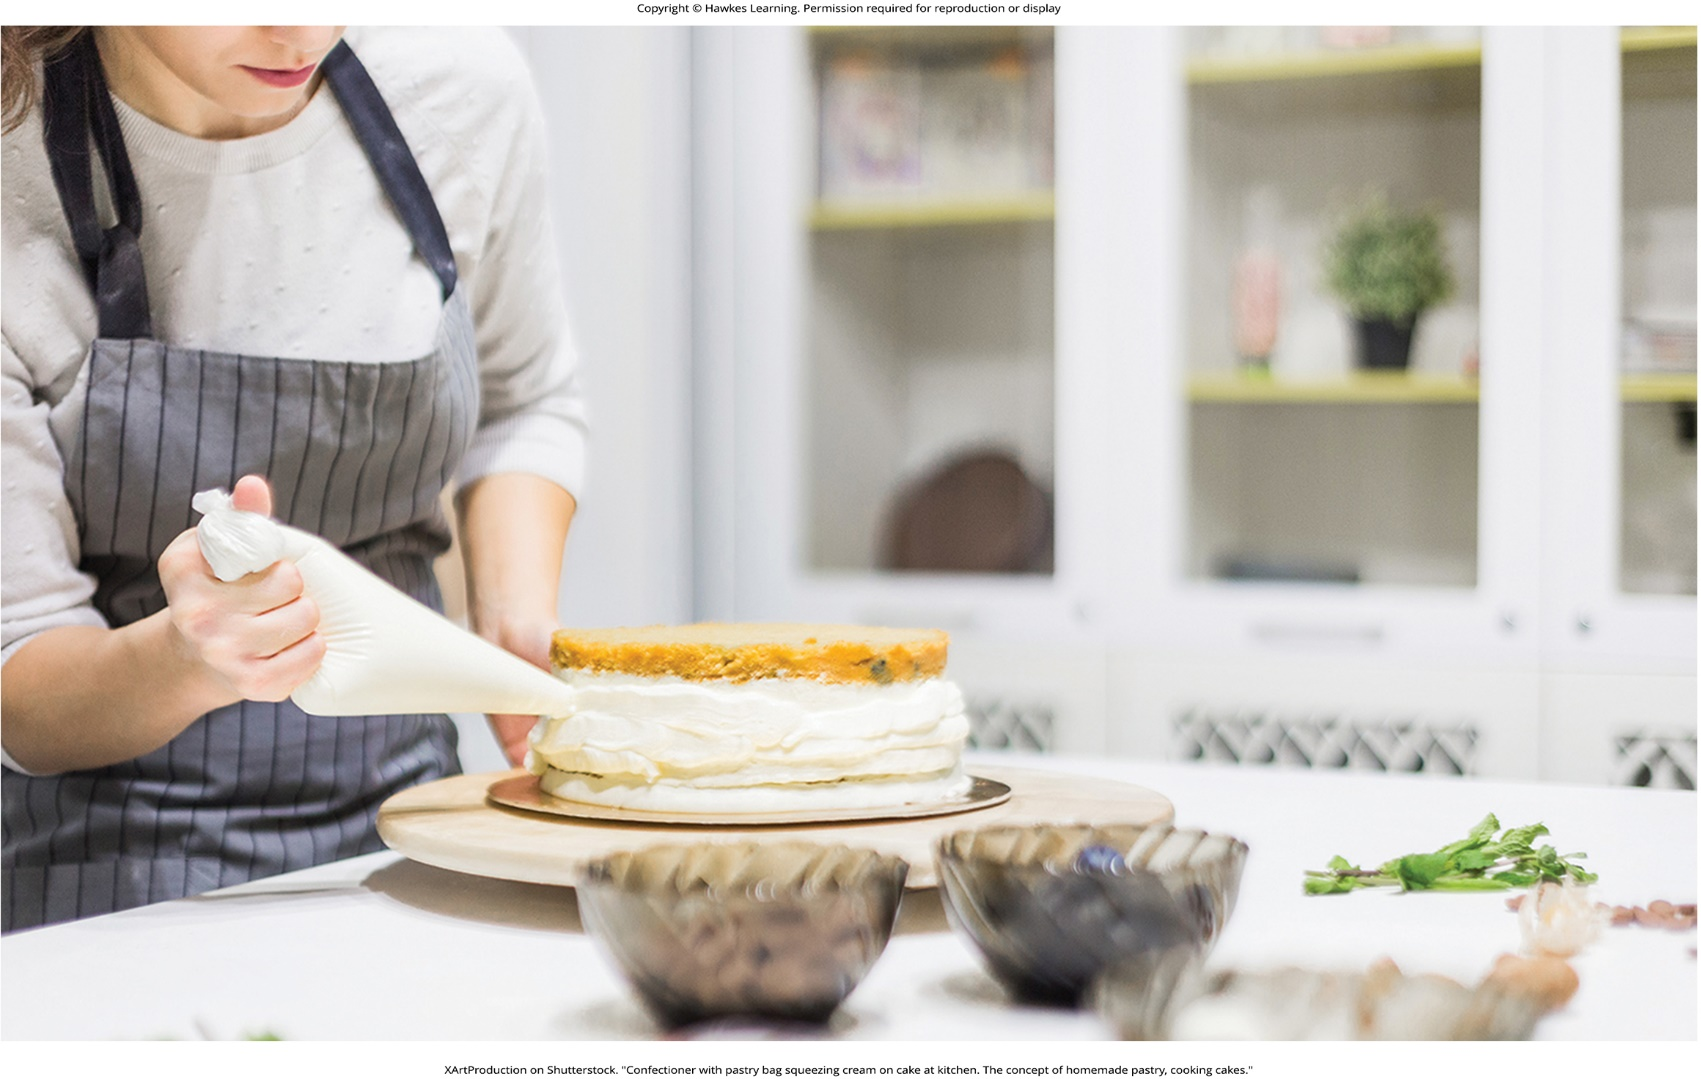 Copyright © Hawkes Learning. Permission required for reproduction or display
XArtProduction on Shutterstock. "Confectioner with pastry bag squeezing cream on cake at kitchen. The concept of homemade pastry, cooking cakes."